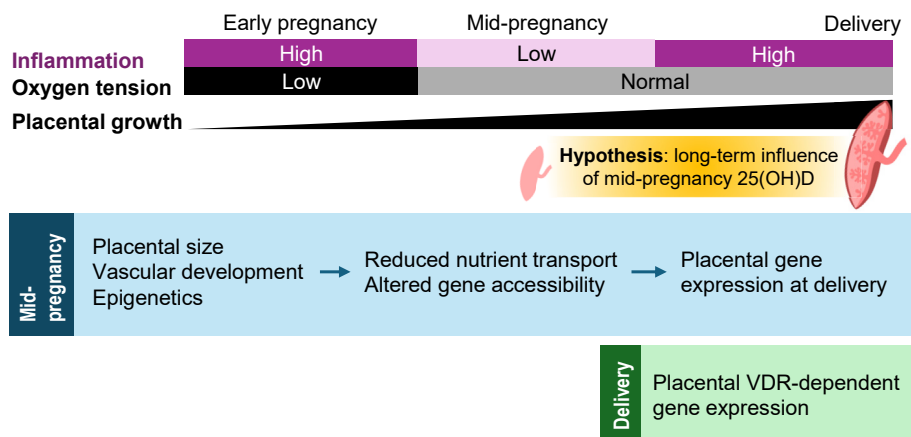 Early pregnancy
Mid-pregnancy
Delivery
Inflammation
High
Low
High
Oxygen tension
Low
Normal
Placental growth
Hypothesis: long-term influence
of mid-pregnancy 25(OH)D
Mid-
pregnancy
Placental size
Vascular development
Epigenetics
Reduced nutrient transport
Altered gene accessibility
Placental gene
expression at delivery
Delivery
Placental VDR-dependent
gene expression